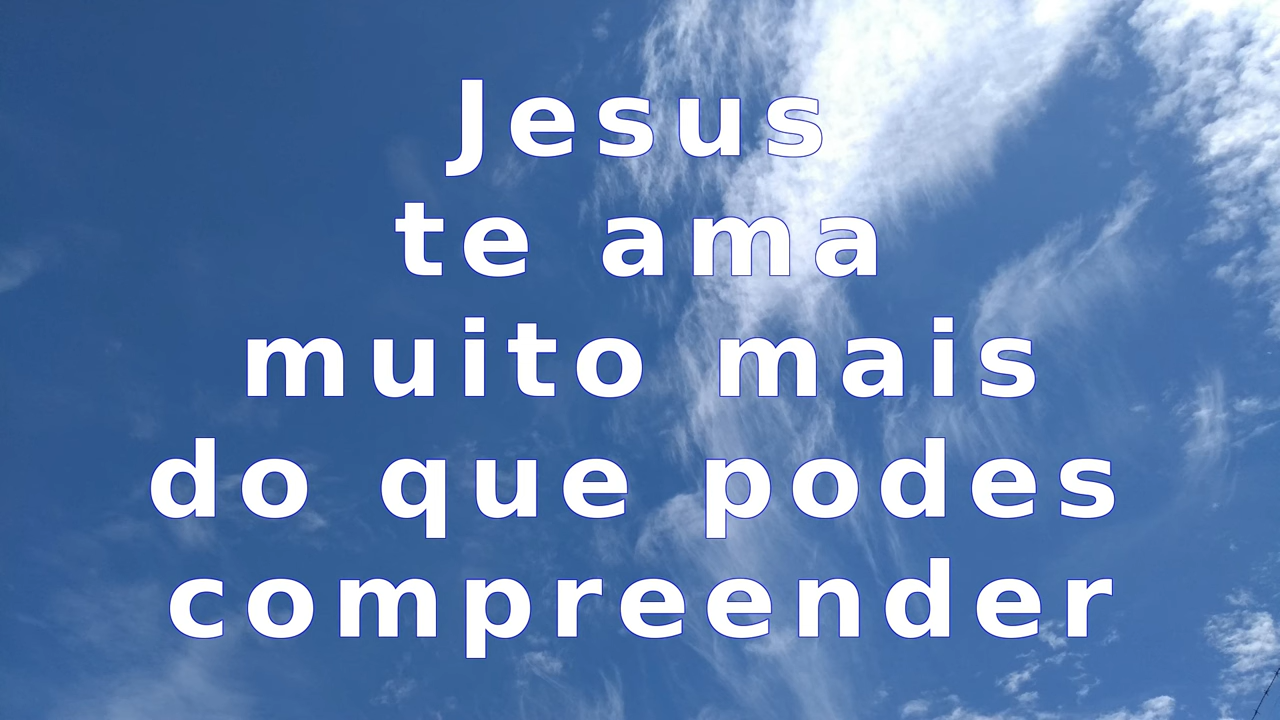 Jesus
te ama
muito mais
do que podes
compreender